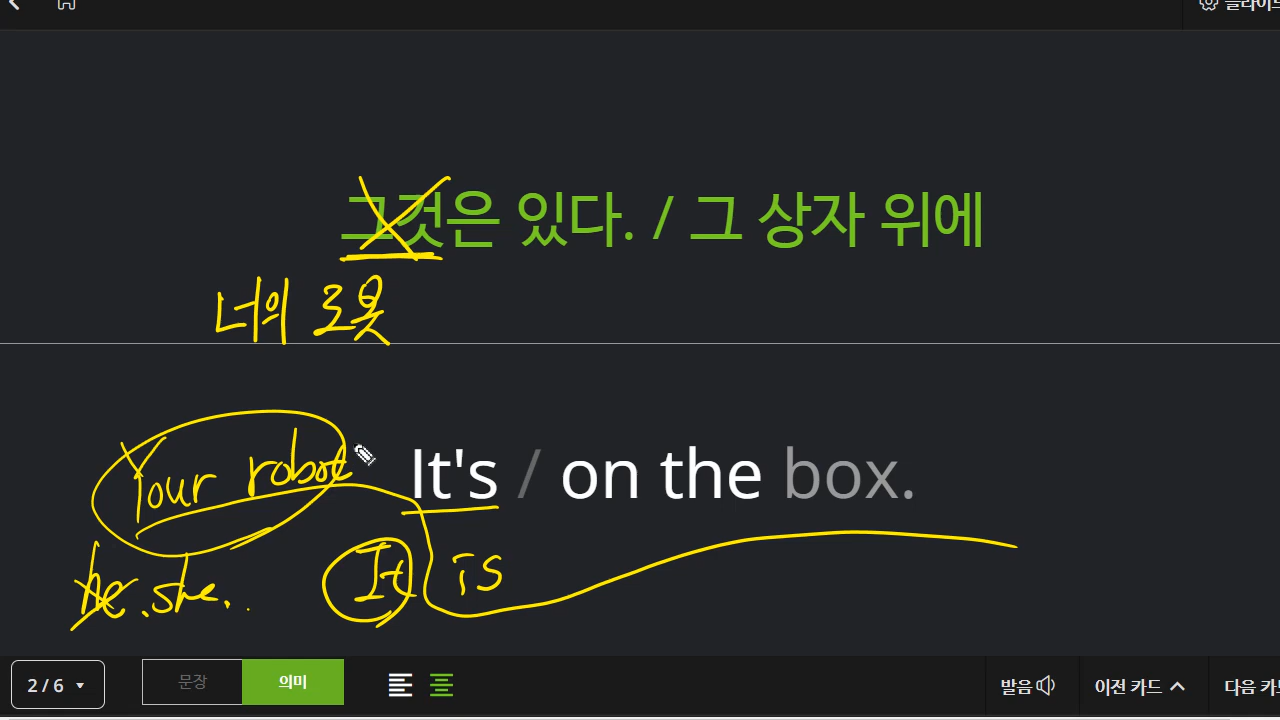 그것은 있다. / 그 상자 위에
너의 로봇
Your robot It's / on the box.
he. she.. It is
2 / 6 문장 의미 발음 이전 카드